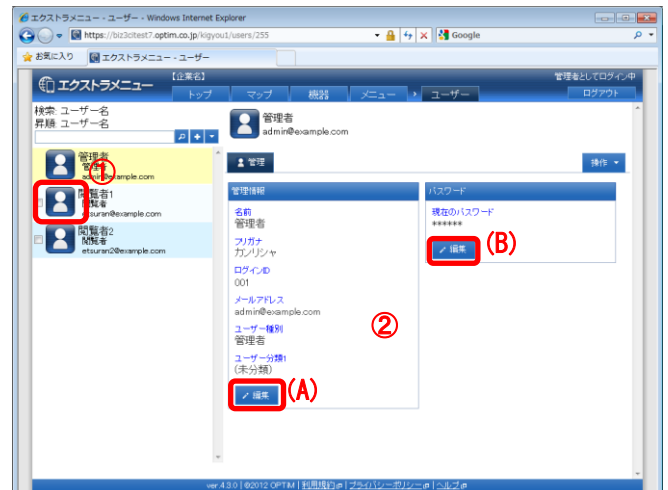 エクストラメニュー - ユーザー - Windows Internet Explorer
https://biz3citest7.optim.co.jp/kigyou1/users/255
Google
お気に入り
エクストラメニュー - ユーザー
エクストラメニュー
[企業名]
管理者としてログイン中
トップ
マップ
機器
メニュー
ユーザー
ログアウト
検索: ユーザー名
昇順: ユーザー名
管理者
管理者
admin@example.com
①
閲覧者1
閲覧者
etsuran@example.com
閲覧者2
閲覧者
etsuran2@example.com
管理者
admin@example.com
管理
操作
管理情報
名前
管理者
フリガナ
カンリシャ
ログインID
001
メールアドレス
admin@example.com
ユーザー種別
管理者
ユーザー分類1
(未分類)
編集
(A)
②
パスワード
現在のパスワード
******
編集
(B)
ver.4.3.0 | ©2012 OPTiM | 利用規約 | プライバシーポリシー | ヘルプ